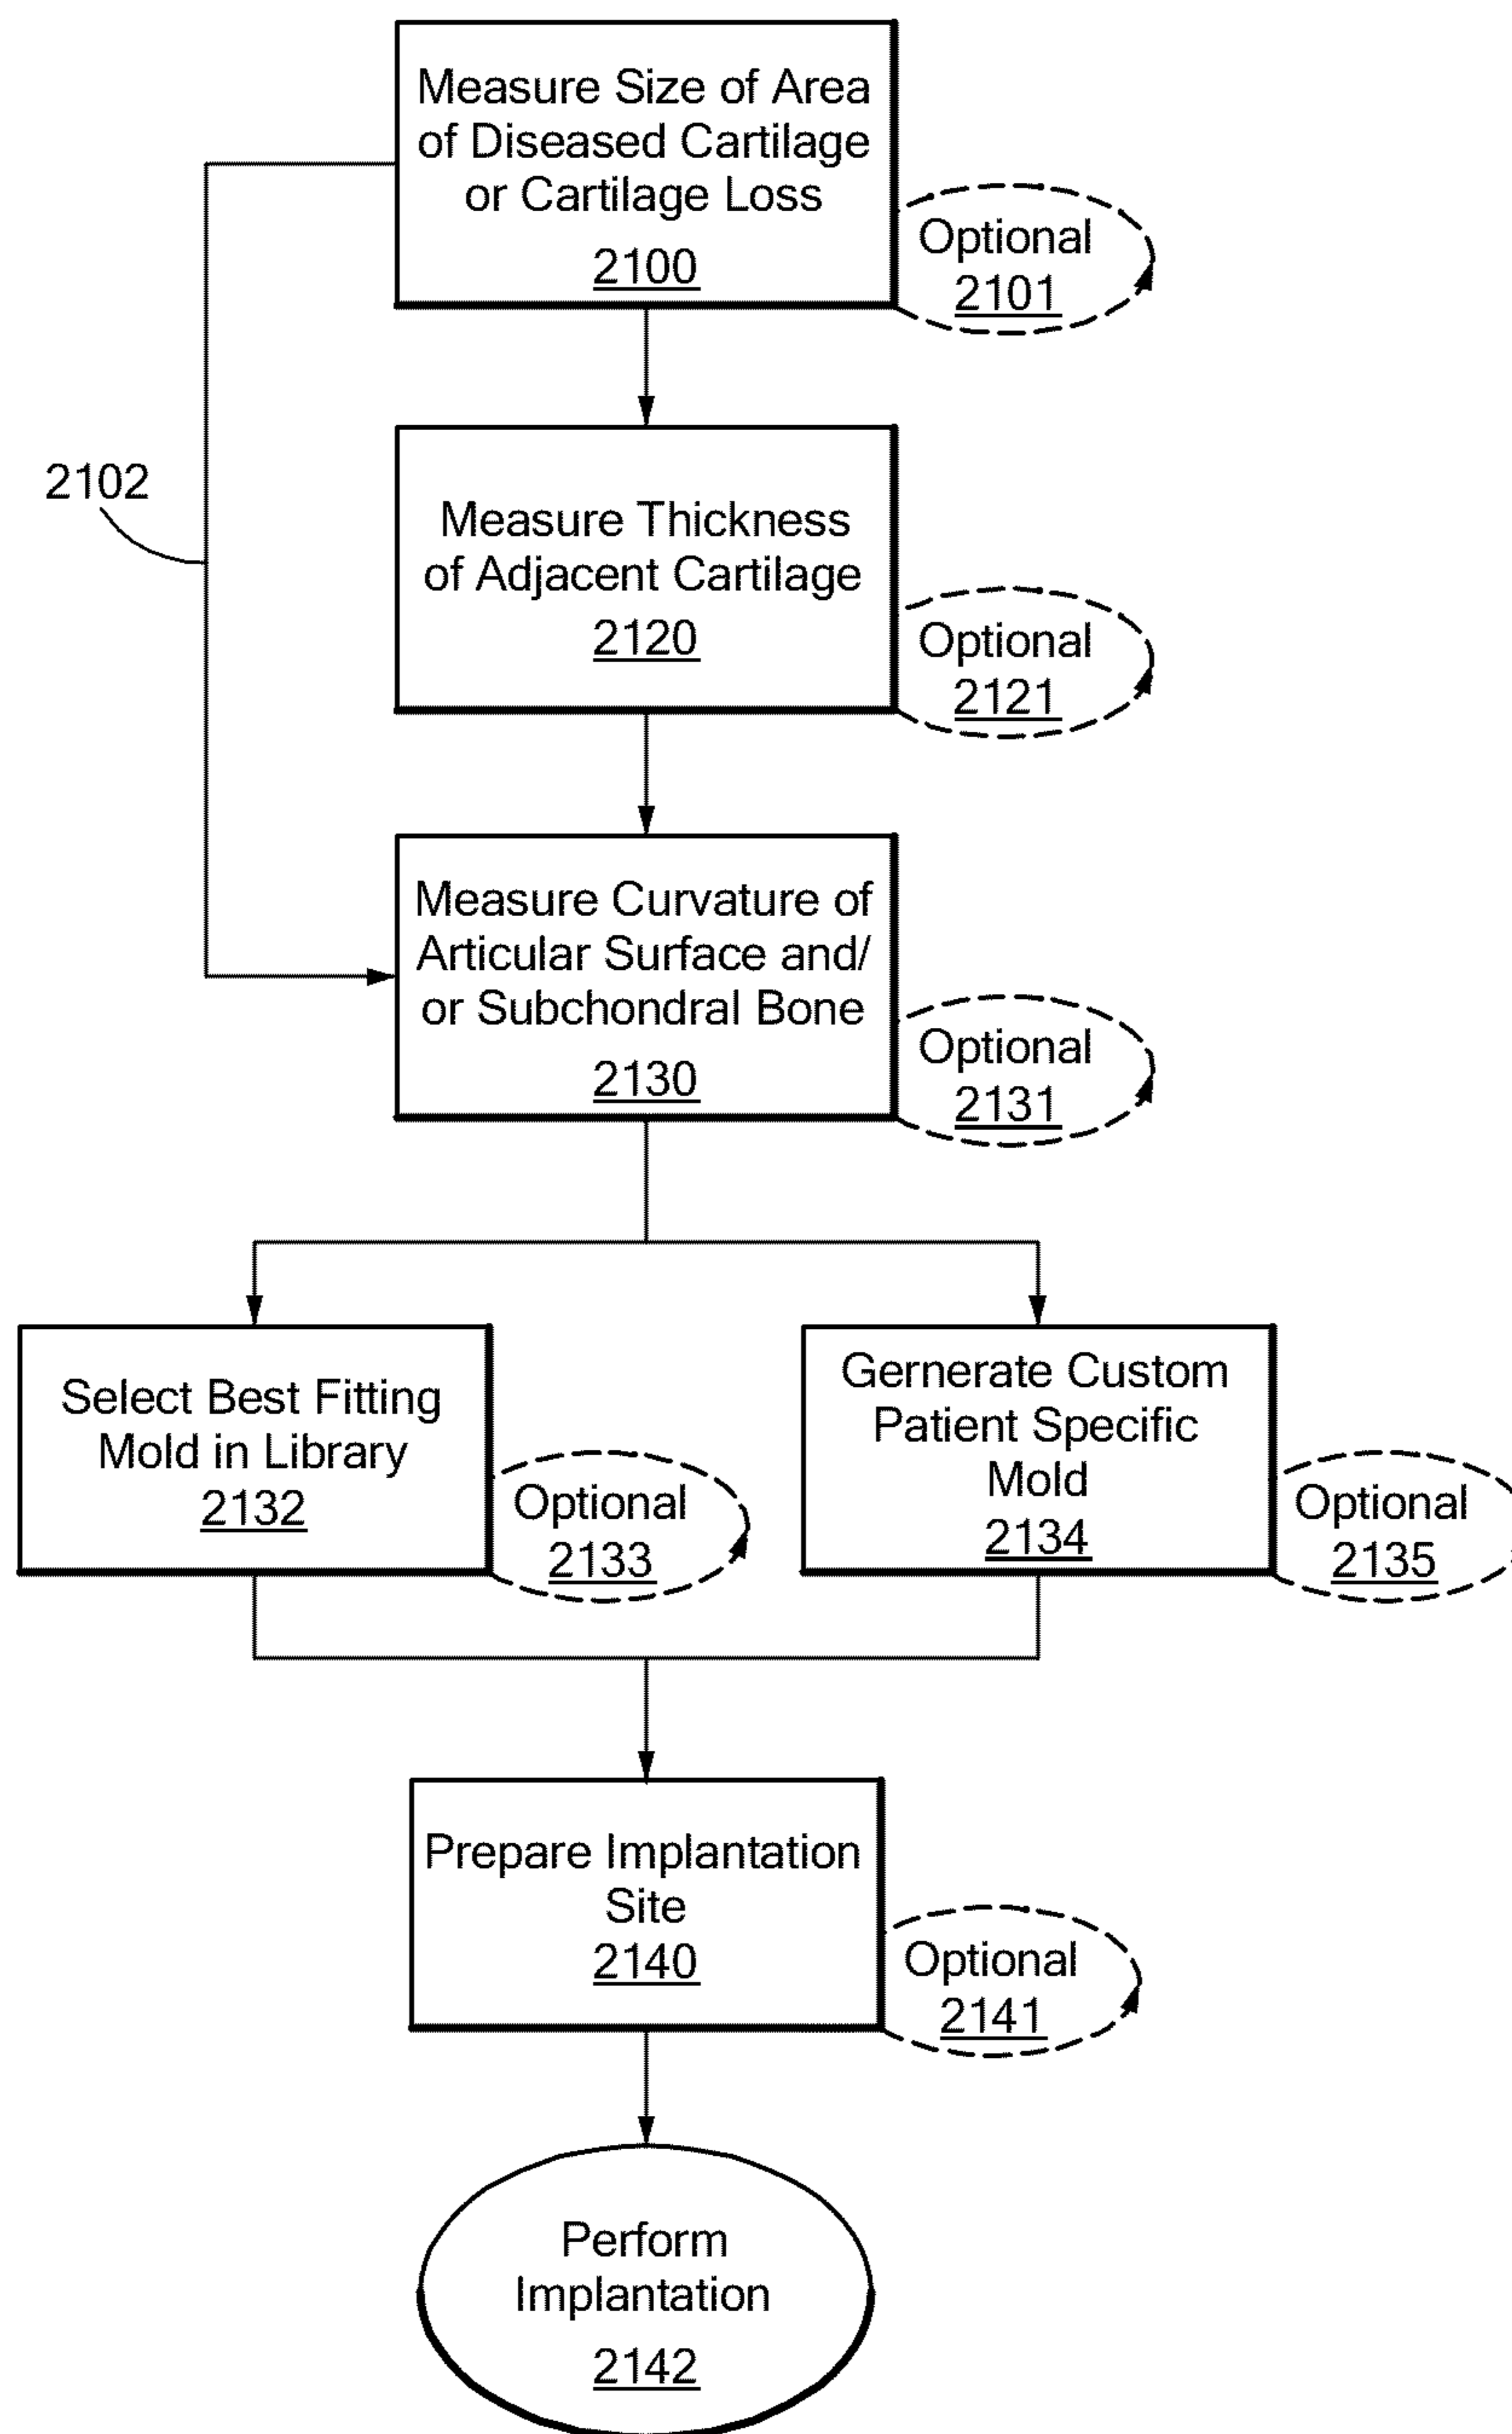 Measure Size of Area
of Diseased Cartilage
or Cartilage Loss
2100
Optional
2101
2102
Measure Thickness
of Adjacent Cartilage
2120
Optional
2121
Measure Curvature of
Articular Surface and/
or Subchondral Bone
2130
Optional
2131
Select Best Fitting
Mold in Library
2132
Optional
2133
Gernerate Custom
Patient Specific
Mold
2134
Optional
2135
Prepare Implantation
Site
2140
Optional
2141
Perform
Implantation
2142